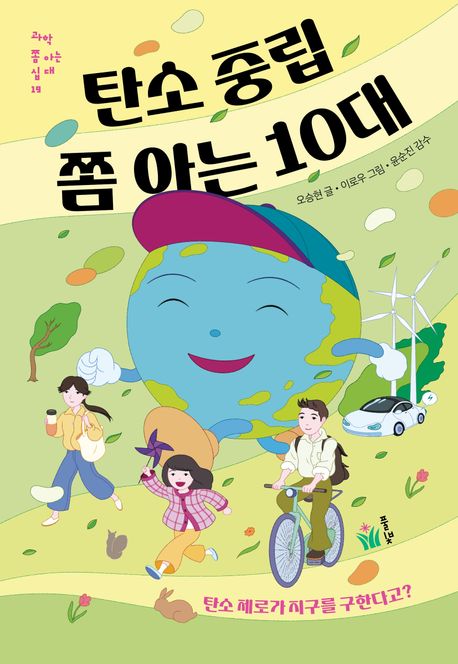 과학
쫌 아는
십 대
19
탄소 중립
쫌 아는 10대
오승현 글 • 이로우 그림 • 윤순진 감수
풀빛
탄소 제로가 지구를 구한다고?